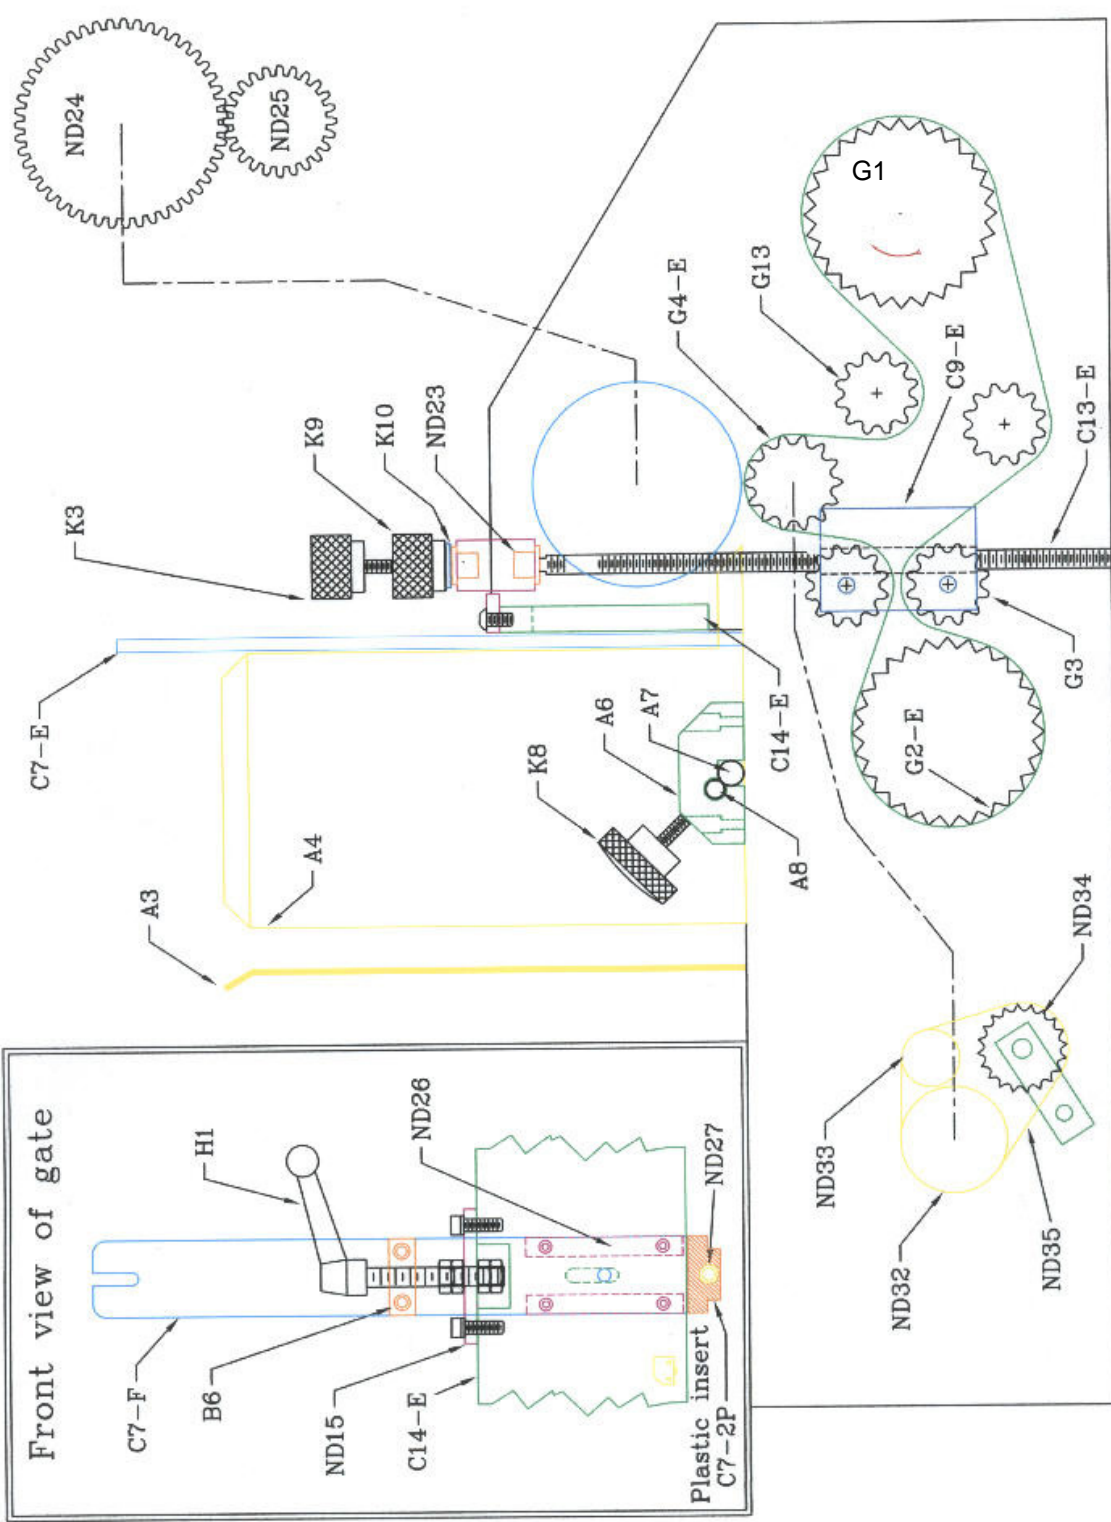 Front view of gate
C7-F
B6
ND15
C14-E
H1
ND26
ND27
Plastic insert
C7-2P
A3
A4
C7-E
K3
K9
K10
ND23
ND24
ND25
K8
A6
A7
A8
C14-E
G4-E
G13
G1
C9-E
C13-E
G3
G2-E
ND32
ND33
ND34
ND35